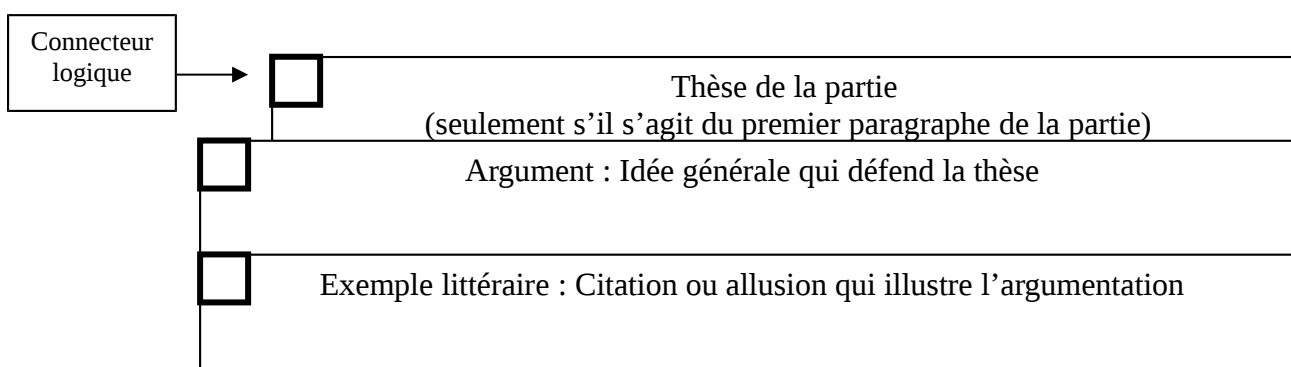 Connecteur
logique
Thèse de la partie
(seulement s’il s’agit du premier paragraphe de la partie)
Argument : Idée générale qui défend la thèse
Exemple littéraire : Citation ou allusion qui illustre l’argumentation